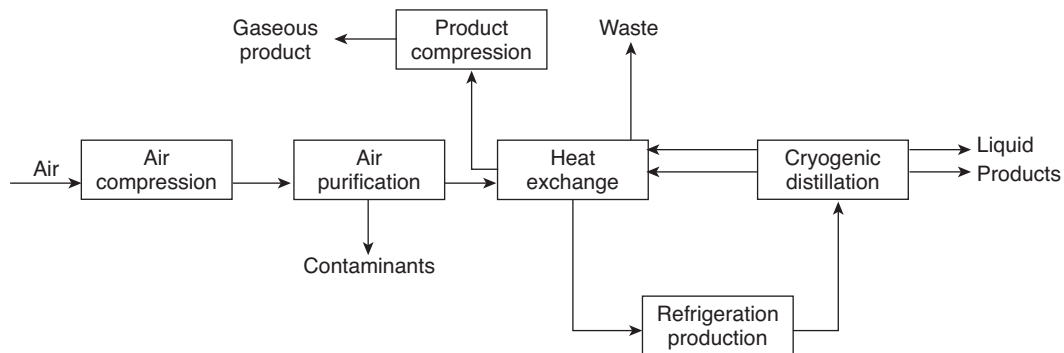 Gaseous
product
Product
compression
Waste
Air
Air
compression
Air
purification
Heat
exchange
Cryogenic
distillation
Liquid
Products
Contaminants
Refrigeration
production